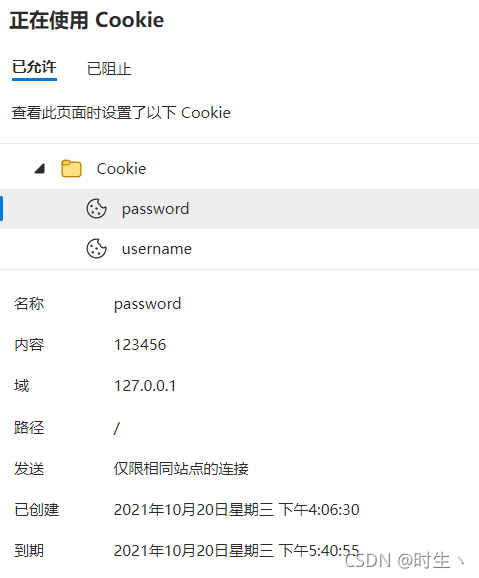 正在使用 Cookie
已允许 已阻止
查看此页面时设置了以下 Cookie
Cookie
password
username
名称 password
内容 123456
域 127.0.0.1
路径 /
发送 仅限相同站点的连接
已创建 2021年10月20日星期三 下午4:06:30
到期 2021年10月20日星期三 下午5:40:55
CSDN @时生丶